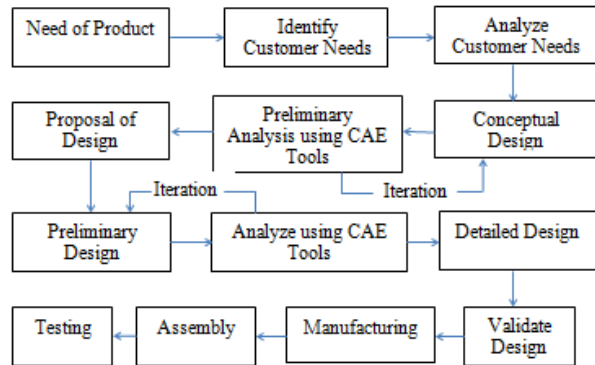 Need of Product
Identify
Customer Needs
Analyze
Customer Needs
Proposal of
Design
Preliminary
Analysis using CAE
Tools
Conceptual
Design
Iteration
Iteration
Preliminary
Design
Analyze using CAE
Tools
Detailed Design
Testing
Assembly
Manufacturing
Validate
Design